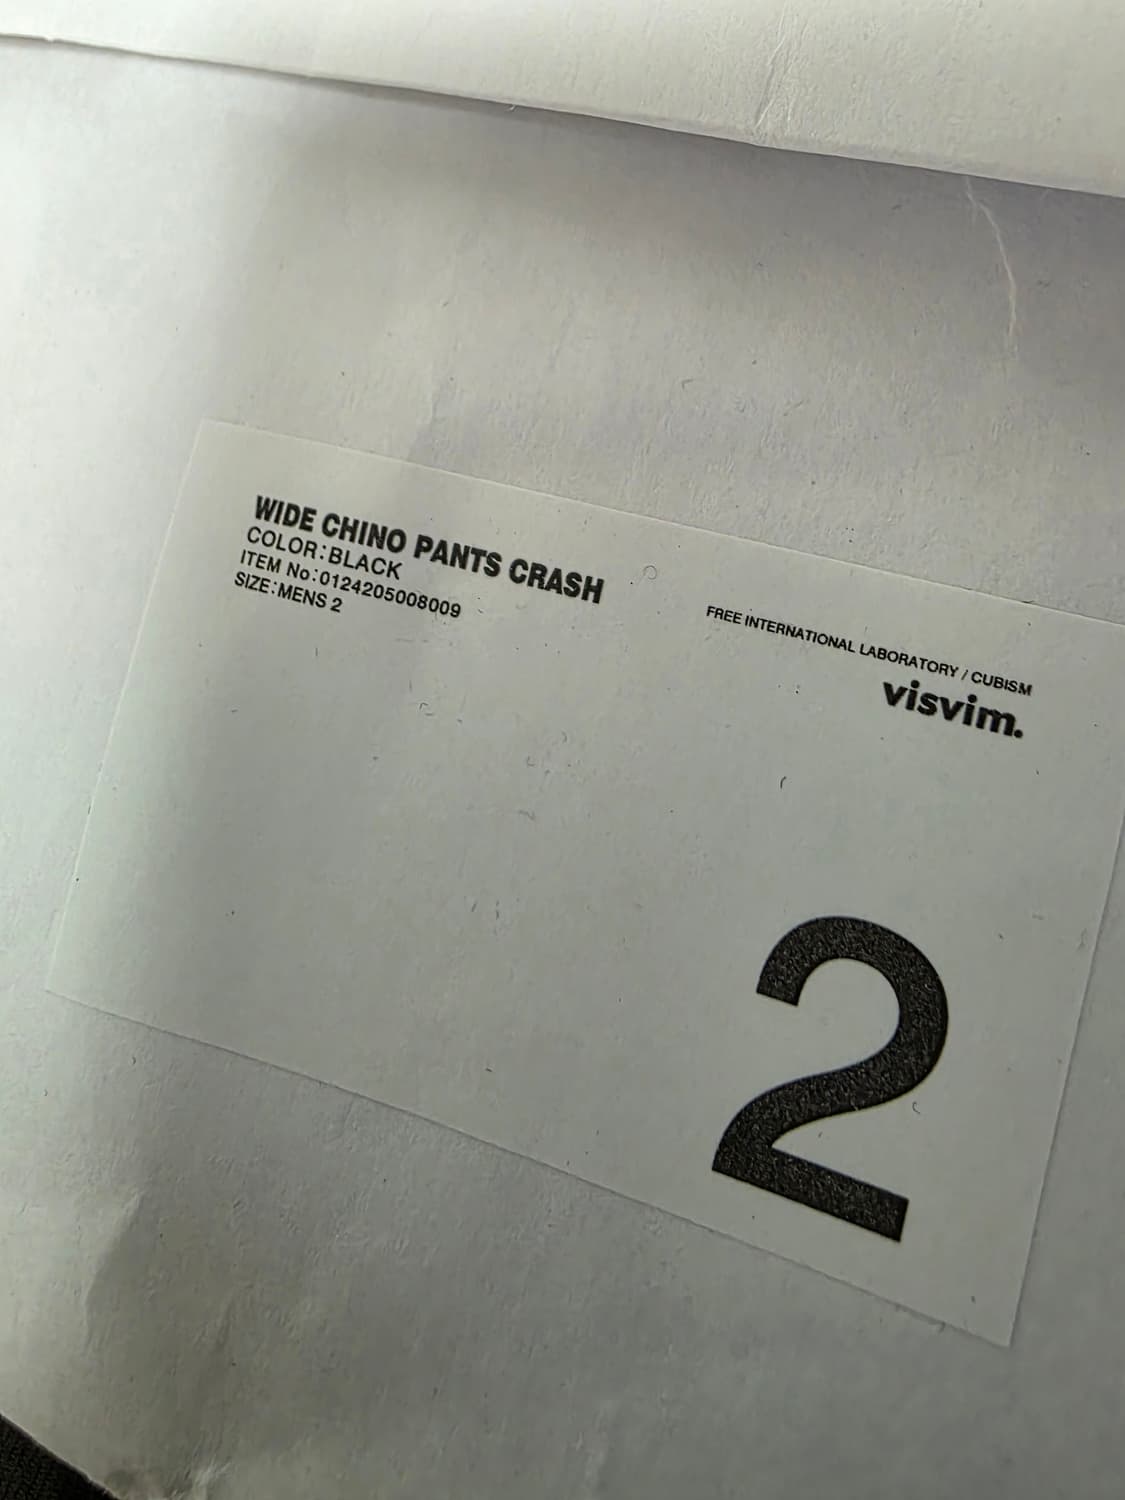 WIDE CHINO PANTS CRASH
COLOR:BLACK
ITEM No:0124205008009
SIZE:MENS 2
FREE INTERNATIONAL LABORATORY / CUBISM
visvim.
2